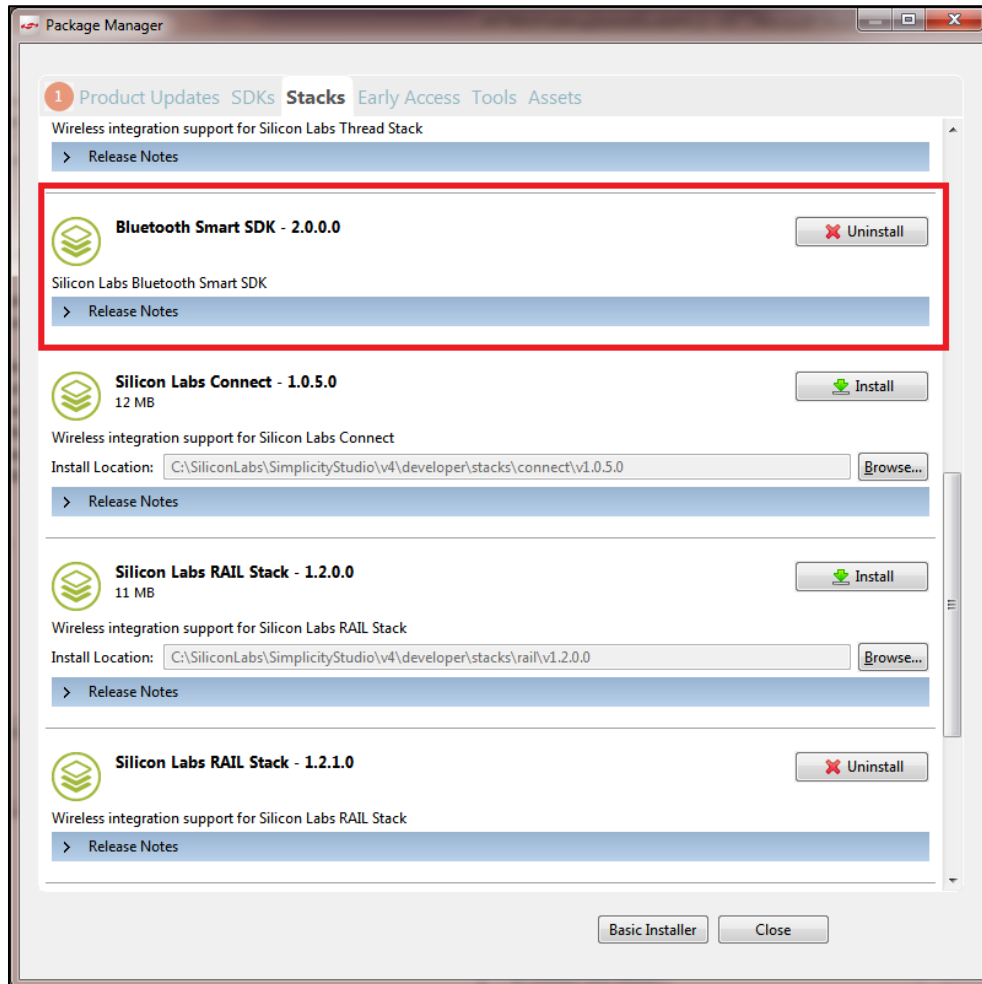 Package Manager
1 Product Updates SDKs Stacks Early Access Tools Assets
Wireless integration support for Silicon Labs Thread Stack
> Release Notes
Bluetooth Smart SDK - 2.0.0.0
Uninstall
Silicon Labs Bluetooth Smart SDK
> Release Notes
Silicon Labs Connect - 1.0.5.0
Install
12 MB
Wireless integration support for Silicon Labs Connect
Install Location: C:\SiliconLabs\SimplicityStudio\v4\developer\stacks\connect\v1.0.5.0 Browse...
> Release Notes
Silicon Labs RAIL Stack - 1.2.0.0
Install
11 MB
Wireless integration support for Silicon Labs RAIL Stack
Install Location: C:\SiliconLabs\SimplicityStudio\v4\developer\stacks\rail\v1.2.0.0 Browse...
> Release Notes
Silicon Labs RAIL Stack - 1.2.1.0
Uninstall
Wireless integration support for Silicon Labs RAIL Stack
> Release Notes
Basic Installer Close